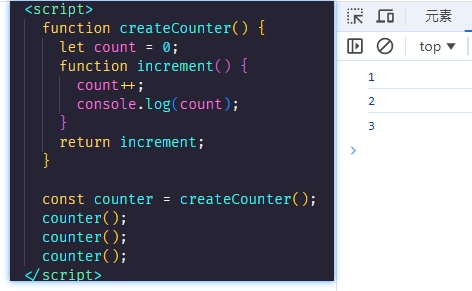 <script>
  function createCounter() {
    let count = 0;
    function increment() {
      count++;
      console.log(count);
    }
    return increment;
  }

  const counter = createCounter();
  counter();
  counter();
  counter();
</script>
元素
top
1
2
3